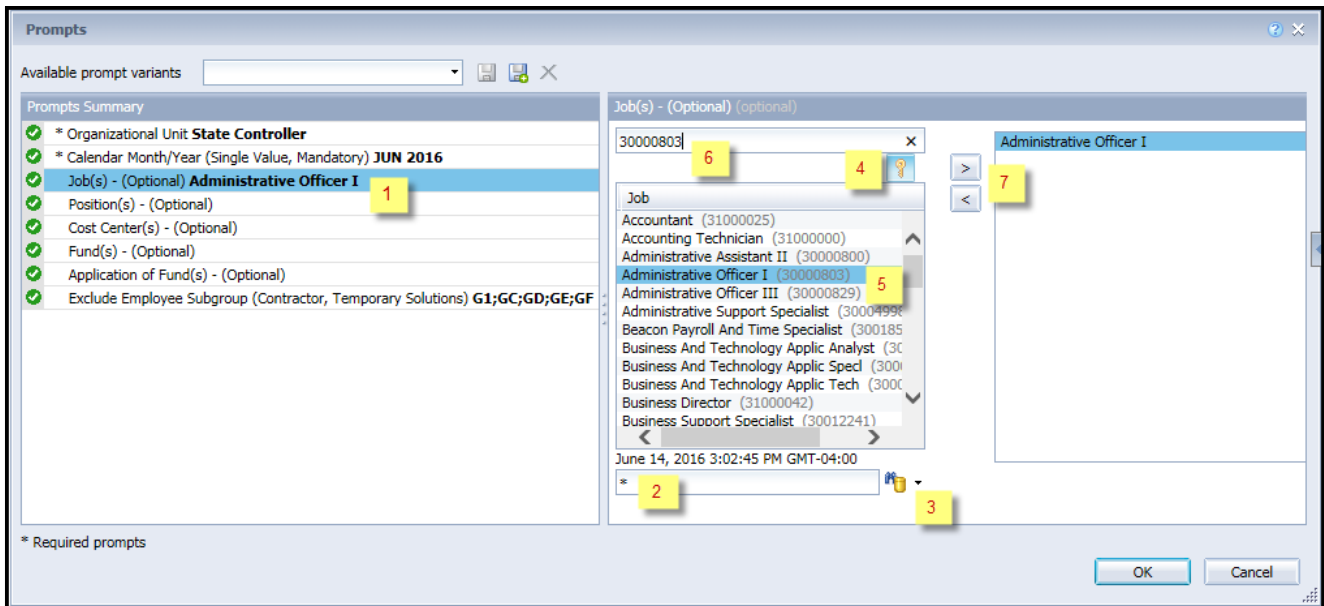 Prompts
Available prompt variants
Prompts Summary
* Organizational Unit State Controller
* Calendar Month/Year (Single Value, Mandatory) JUN 2016
Job(s) - (Optional) Administrative Officer I
1
Position(s) - (Optional)
Cost Center(s) - (Optional)
Fund(s) - (Optional)
Application of Fund(s) - (Optional)
Exclude Employee Subgroup (Contractor, Temporary Solutions) G1;GC;GD;GE;GF
Job(s) - (Optional) (optional)
30000803
6
4
Job
Accountant (31000025)
Accounting Technician (31000000)
Administrative Assistant II (30000800)
Administrative Officer I (30000803)
5
Administrative Officer III (30000829)
Administrative Support Specialist (30004998
Beacon Payroll And Time Specialist (300185
Business And Technology Applic Analyst (30
Business And Technology Applic Specl (300
Business And Technology Applic Tech (3000
Business Director (31000042)
Business Support Specialist (30012241)
June 14, 2016 3:02:45 PM GMT-04:00
* 2
3
>
<
7
Administrative Officer I
* Required prompts
OK Cancel